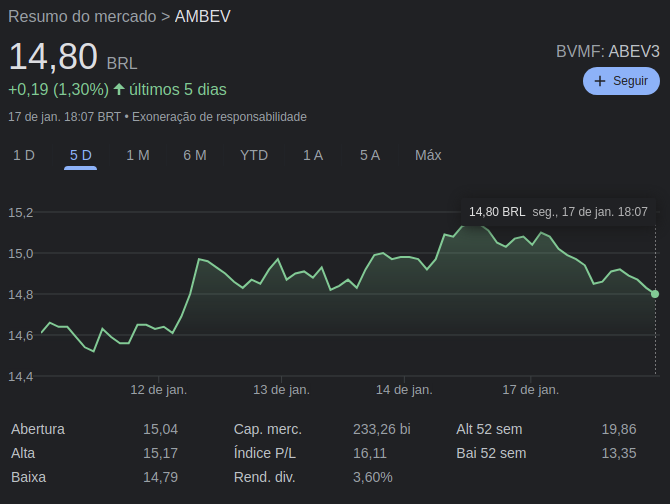 Resumo do mercado > AMBEV
14,80 BRL
BVMF: ABEV3
+ Seguir
+0,19 (1,30%) ↑ últimos 5 dias
17 de jan. 18:07 BRT • Exoneração de responsabilidade
1 D 5 D 1 M 6 M YTD 1 A 5 A Máx
14,80 BRL seg., 17 de jan. 18:07
15,2
15,0
14,8
14,6
14,4
12 de jan. 13 de jan. 14 de jan. 17 de jan.
Abertura 15,04 Cap. merc. 233,26 bi Alt 52 sem 19,86
Alta 15,17 Índice P/L 16,11 Bai 52 sem 13,35
Baixa 14,79 Rend. div. 3,60%